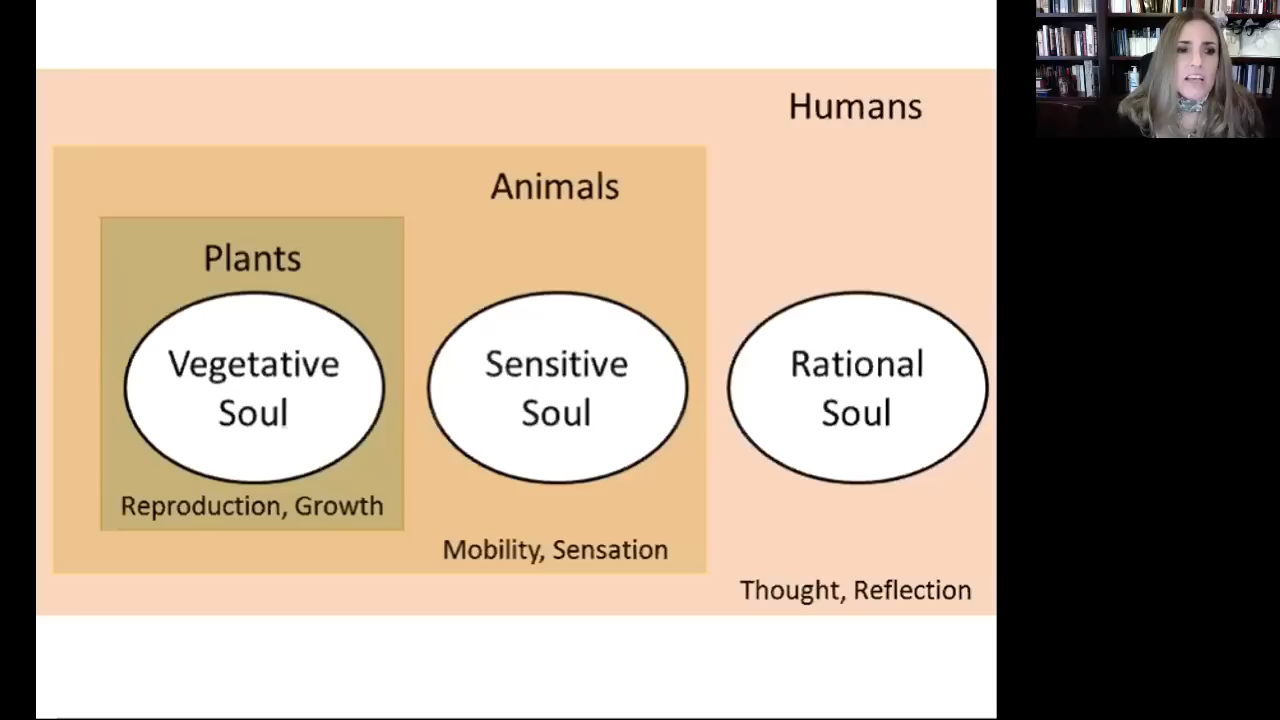 Humans
Animals
Plants
Vegetative
Soul
Sensitive
Soul
Rational
Soul
Reproduction, Growth
Mobility, Sensation
Thought, Reflection